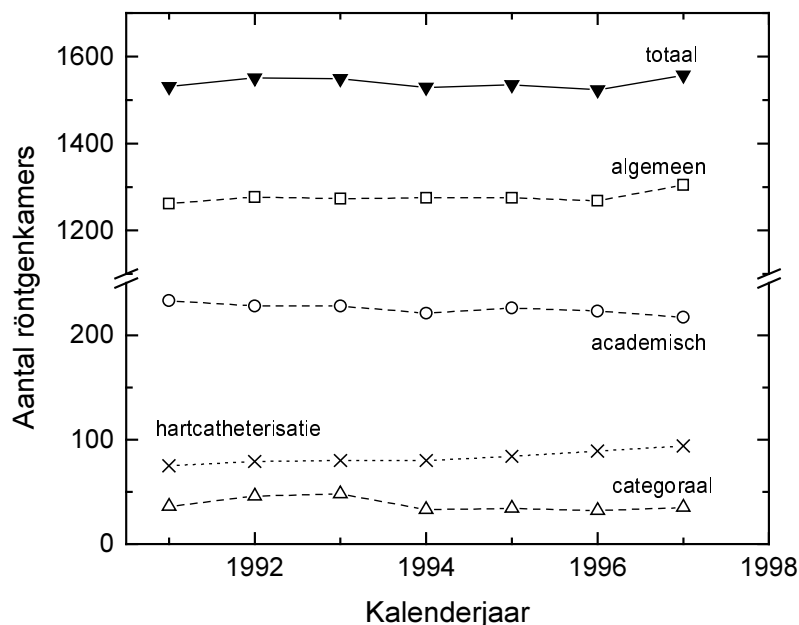 1600
totaal
1400
algemeen
1200
Aantal röntgenkamers
200
academisch
hartcatheterisatie
100
categoraal
0
1992
1994
1996
1998
Kalenderjaar